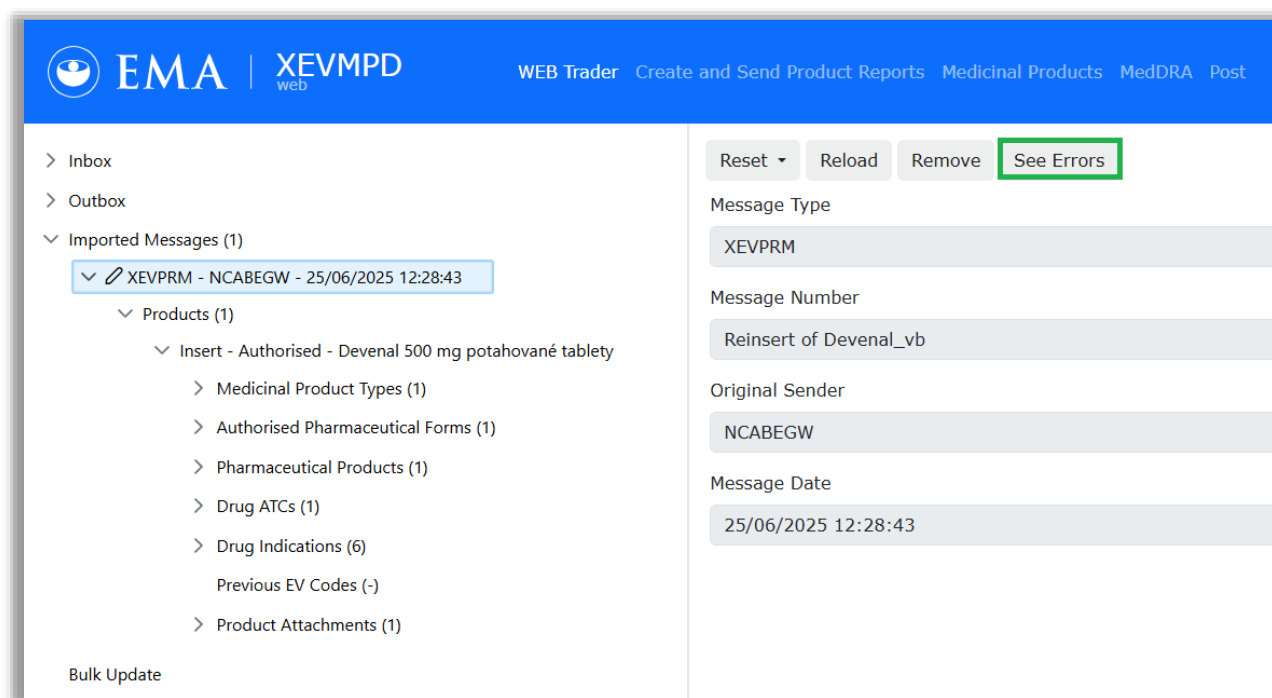 EMA | XEVMPD web
WEB Trader Create and Send Product Reports Medicinal Products MedDRA Post
Inbox
Outbox
Imported Messages (1)
XEVPRM - NCABEGW - 25/06/2025 12:28:43
Products (1)
Insert - Authorised - Devenal 500 mg potahované tablety
Medicinal Product Types (1)
Authorised Pharmaceutical Forms (1)
Pharmaceutical Products (1)
Drug ATCs (1)
Drug Indications (6)
Previous EV Codes (-)
Product Attachments (1)
Bulk Update
Reset Reload Remove See Errors
Message Type
XEVPRM
Message Number
Reinsert of Devenal_vb
Original Sender
NCABEGW
Message Date
25/06/2025 12:28:43